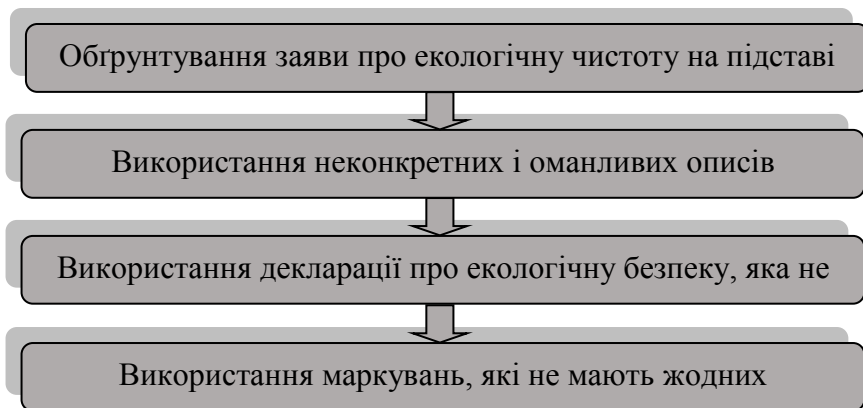 Обґрунтування заяви про екологічну чистоту на підставі
Використання неконкретних і оманливих описів
Використання декларації про екологічну безпеку, яка не
Використання маркувань, які не мають жодних